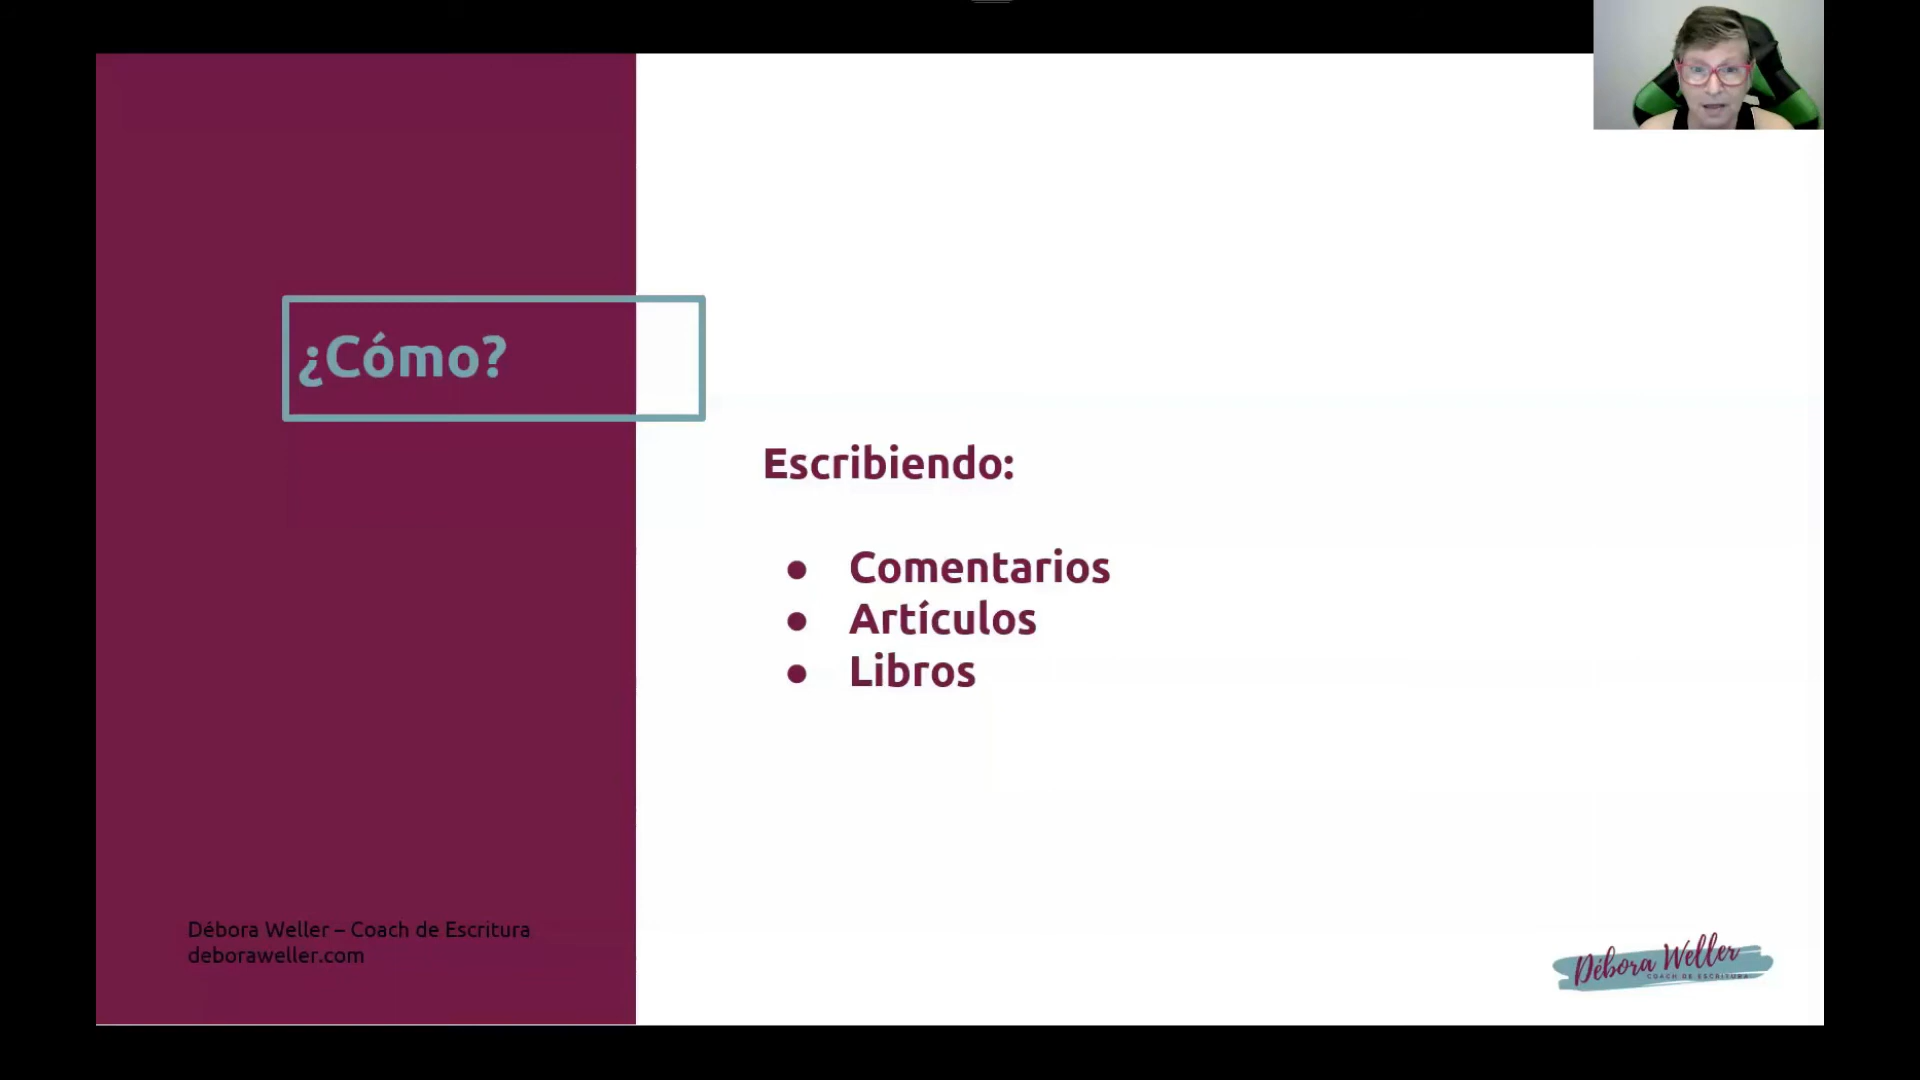 ¿Cómo?
Escribiendo:
● Comentarios
● Artículos
● Libros
Débora Weller – Coach de Escritura
deboraweller.com
Débora Weller
COACH DE ESCRITURA